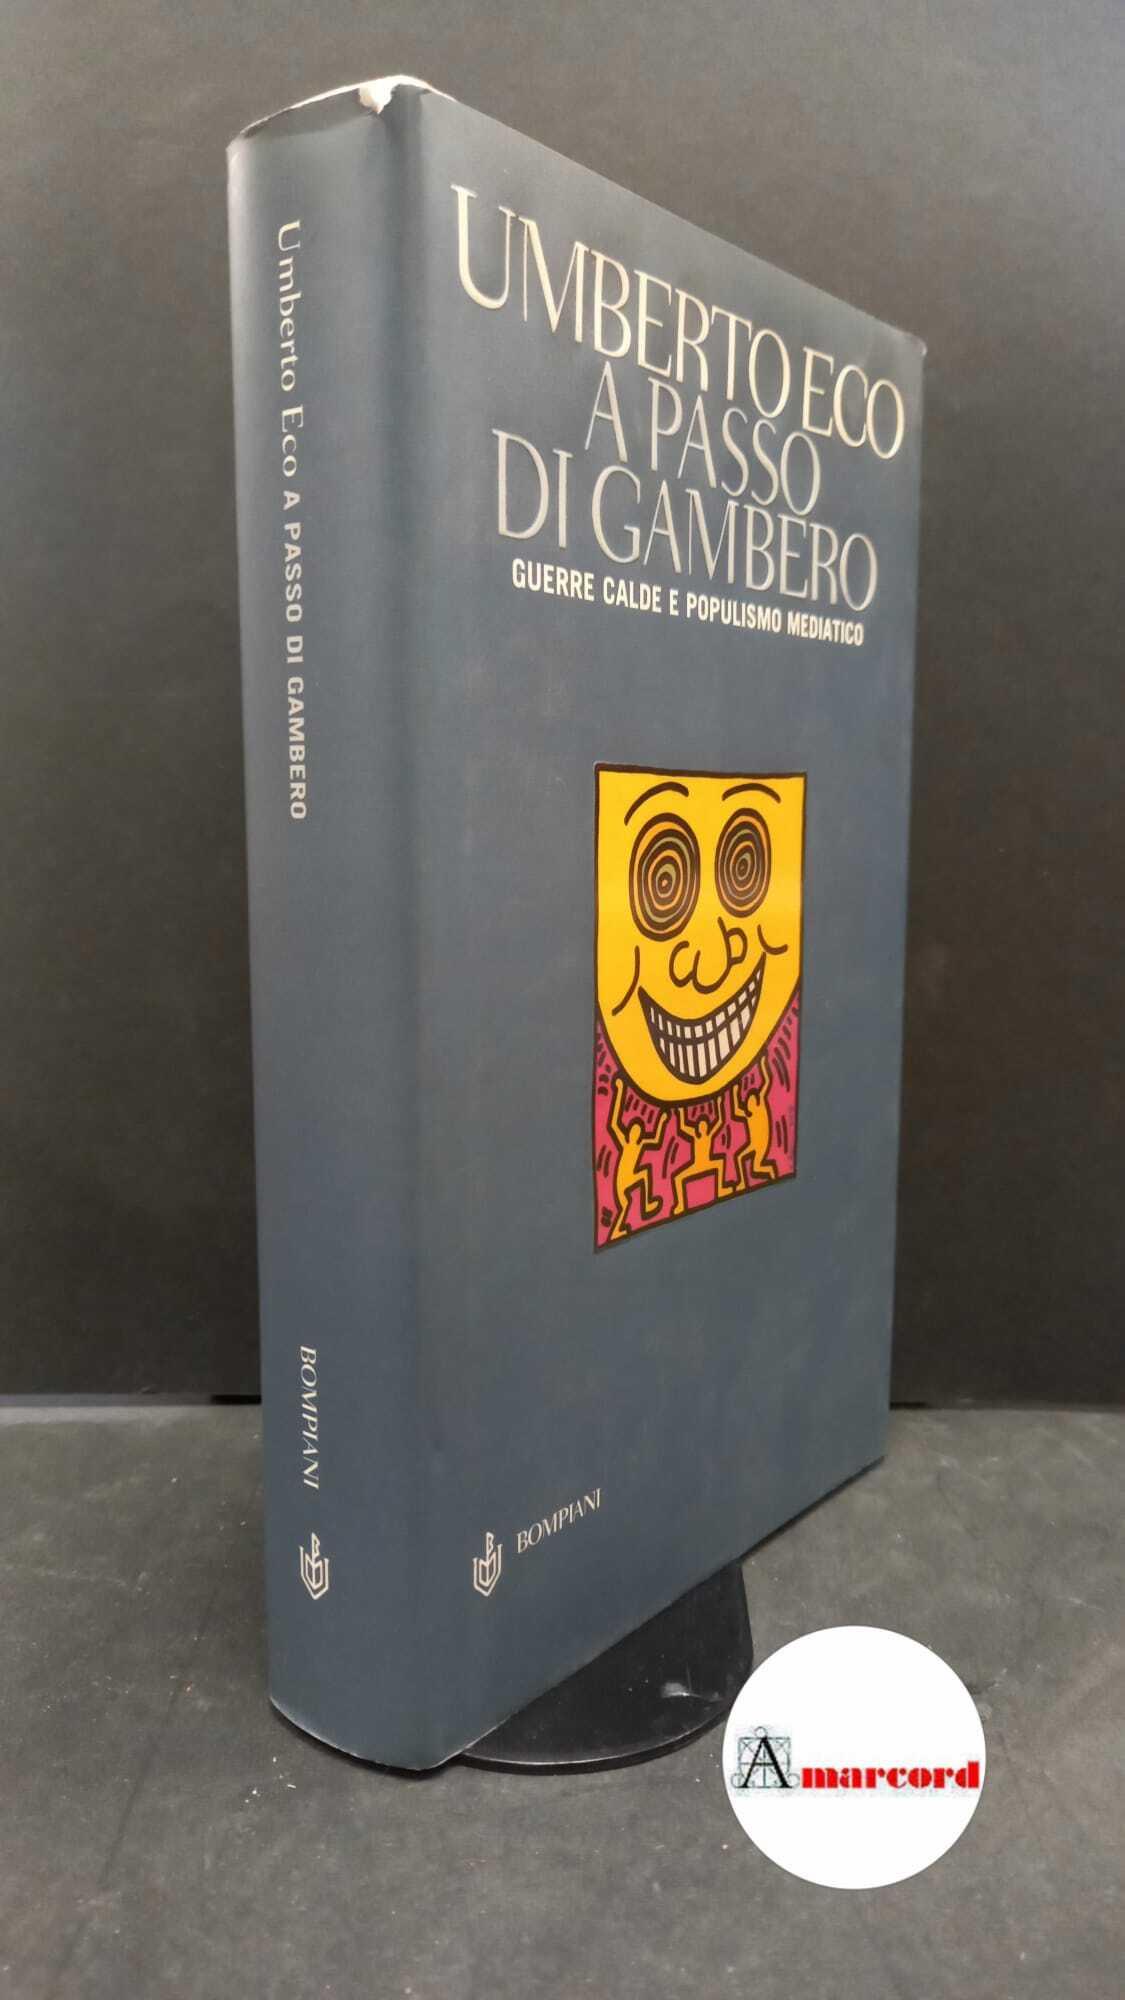 Umberto Eco A PASSO DI GAMBERO
BOMPIANI
UMBERTO ECO
A PASSO
DI GAMBERO
GUERRE CALDE E POPULISMO MEDIATICO
BOMPIANI
Amarcord